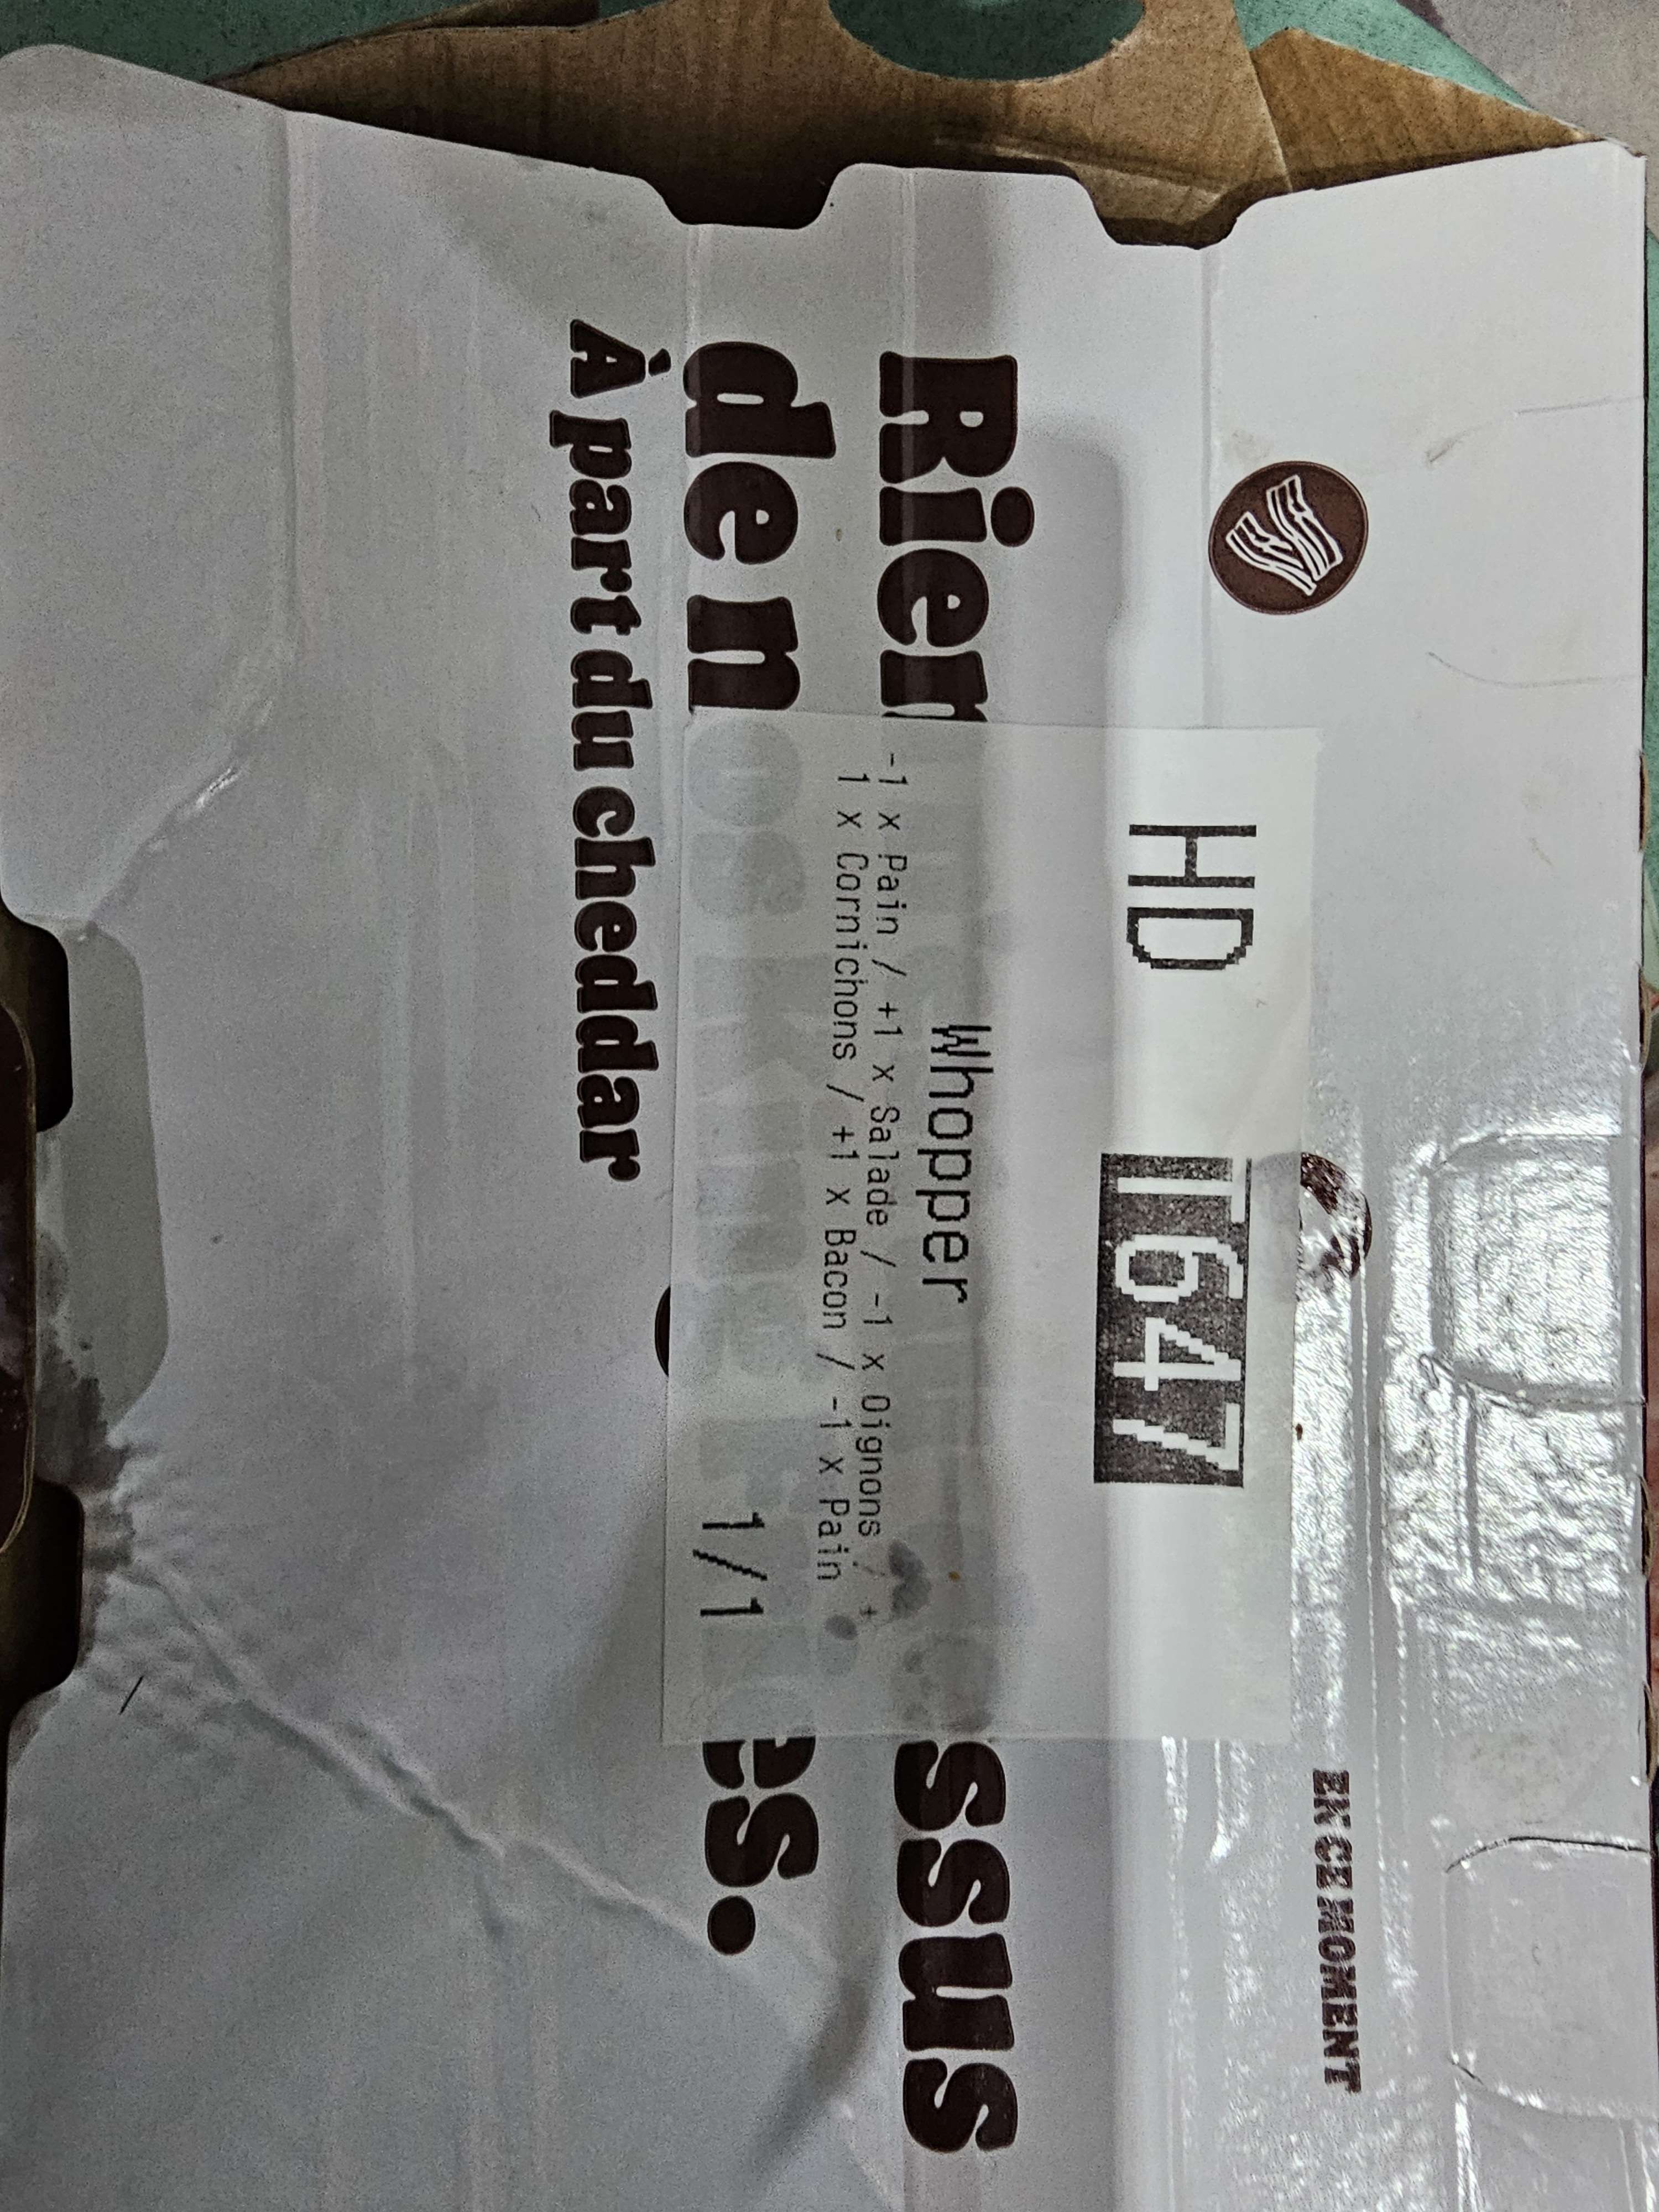 EN CE MOMENT
HD T647
Rien ssus
Whopper
-1 x Pain / +1 x Salade / -1 x Oignons / +
1 x Cornichons / +1 x Bacon / -1 x Pain
de n es.
1/1
À part du cheddar